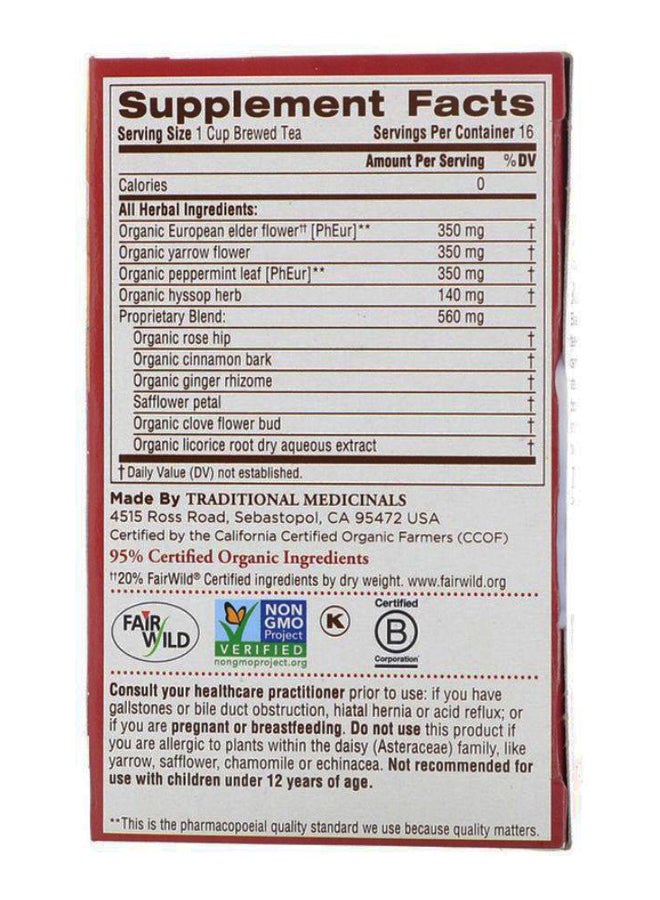 Supplement Facts
Serving Size 1 Cup Brewed Tea Servings Per Container 16
Amount Per Serving %DV
Calories 0
All Herbal Ingredients:
Organic European elder flower†† [PhEur]** 350 mg †
Organic yarrow flower 350 mg †
Organic peppermint leaf [PhEur]** 350 mg †
Organic hyssop herb 140 mg †
Proprietary Blend: 560 mg
Organic rose hip †
Organic cinnamon bark †
Organic ginger rhizome †
Safflower petal †
Organic clove flower bud †
Organic licorice root dry aqueous extract †
† Daily Value (DV) not established.
Made By TRADITIONAL MEDICINALS
4515 Ross Road, Sebastopol, CA 95472 USA
Certified by the California Certified Organic Farmers (CCOF)
95% Certified Organic Ingredients
††20% FairWild® Certified ingredients by dry weight. www.fairwild.org
FAIR WILD
NON GMO Project VERIFIED
nongmoproject.org
K
Certified B Corporation
Consult your healthcare practitioner prior to use: if you have
gallstones or bile duct obstruction, hiatal hernia or acid reflux; or
if you are pregnant or breastfeeding. Do not use this product if
you are allergic to plants within the daisy (Asteraceae) family, like
yarrow, safflower, chamomile or echinacea. Not recommended for
use with children under 12 years of age.
**This is the pharmacopoeial quality standard we use because quality matters.